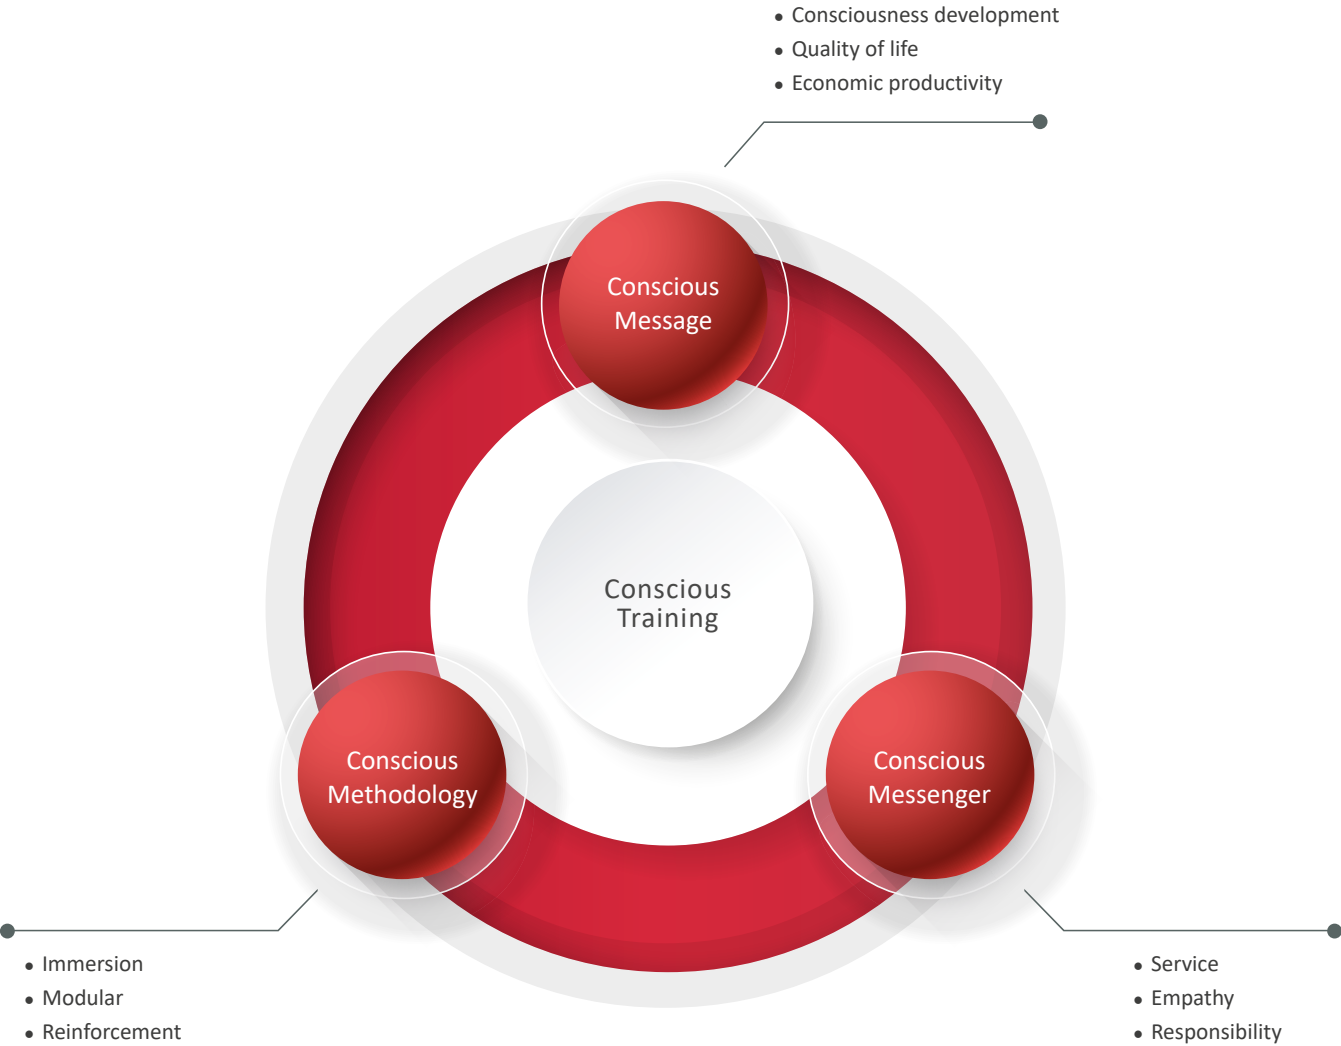 • Consciousness development
• Quality of life
• Economic productivity
Conscious
Message
Conscious
Training
Conscious
Methodology
Conscious
Messenger
• Immersion
• Modular
• Reinforcement
• Service
• Empathy
• Responsibility